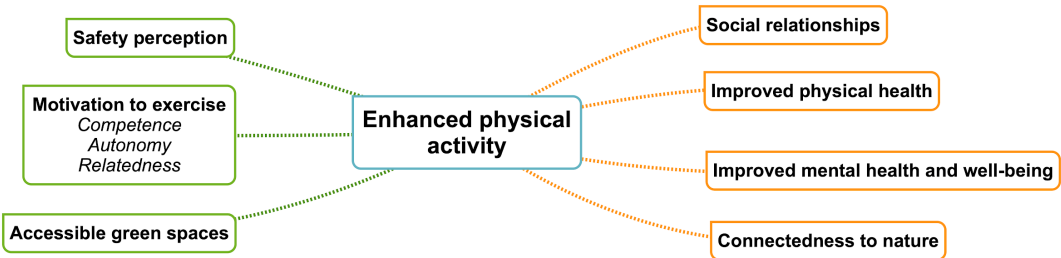 Safety perception
Motivation to exercise
Competence
Autonomy
Relatedness
Accessible green spaces
Enhanced physical
activity
Social relationships
Improved physical health
Improved mental health and well-being
Connectedness to nature